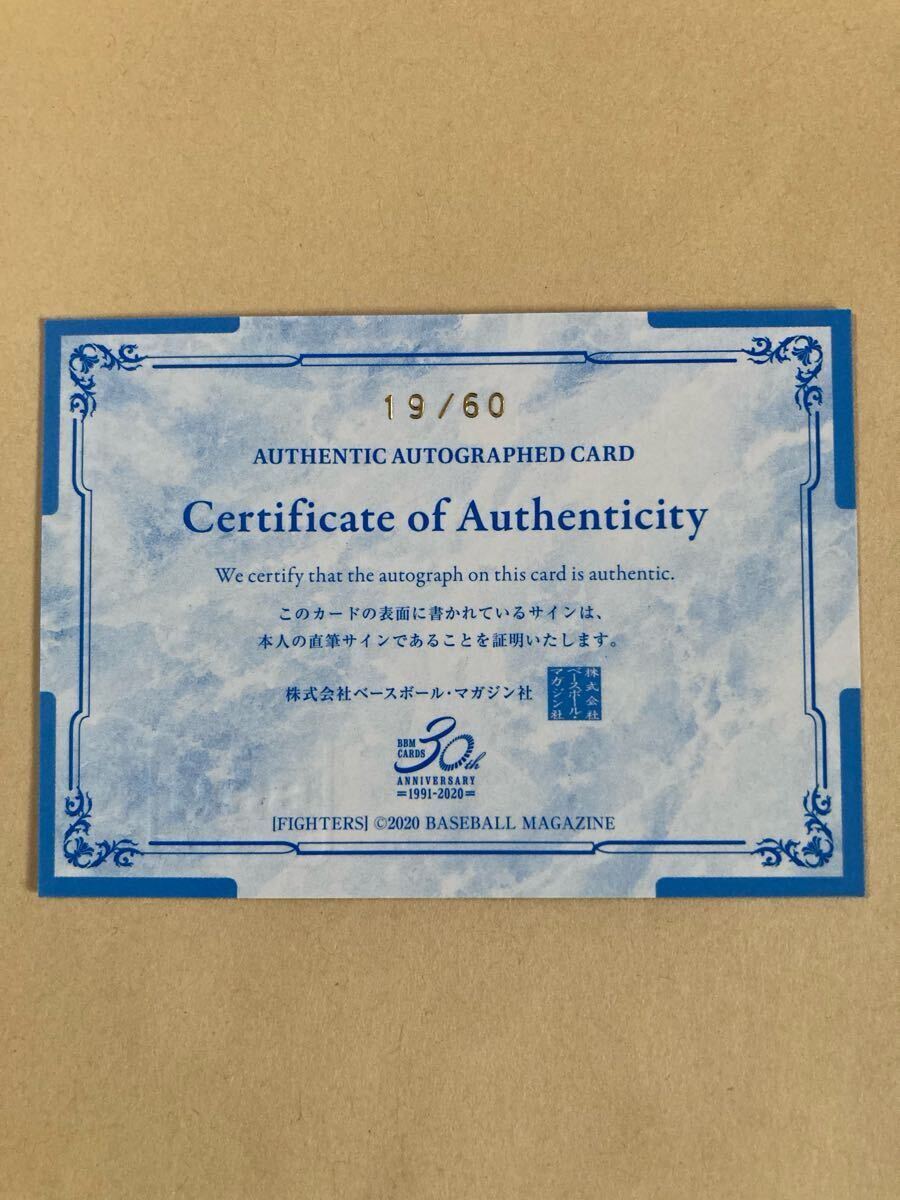 19/60
AUTHENTIC AUTOGRAPHED CARD
Certificate of Authenticity
We certify that the autograph on this card is authentic.
このカードの表面に書かれているサインは、
本人の直筆サインであることを証明いたします。
株式会社ベースボール・マガジン社
株式会社
ベースボール・
マガジン社
BBM
CARDS
30th
ANNIVERSARY
=1991-2020=
[FIGHTERS] ©2020 BASEBALL MAGAZINE